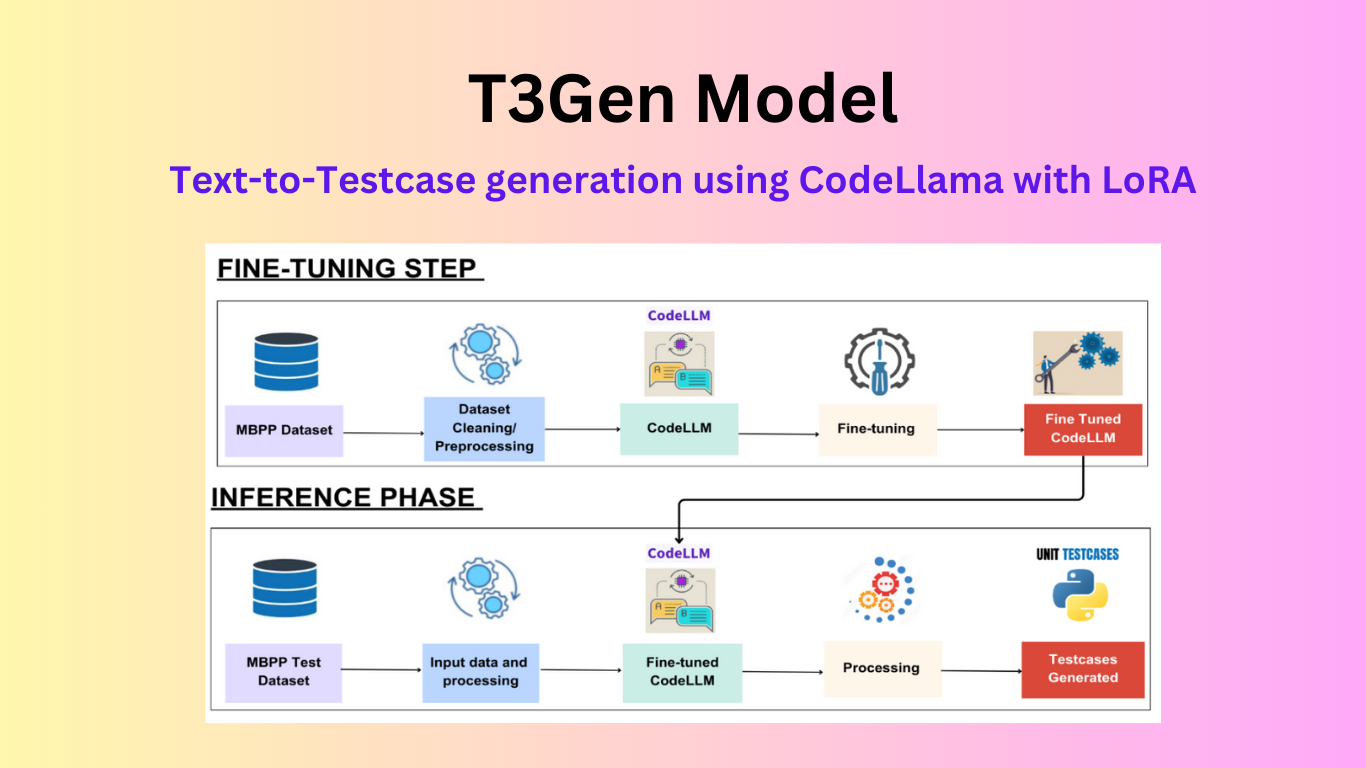 T3Gen Model
Text-to-Testcase generation using CodeLlama with LoRA
FINE-TUNING STEP
CodeLLM
A
B
MBPP Dataset
Dataset
Cleaning/
Preprocessing
CodeLLM
Fine-tuning
Fine Tuned
CodeLLM
INFERENCE PHASE
CodeLLM
A
B
UNIT TESTCASES
MBPP Test
Dataset
Input data and
processing
Fine-tuned
CodeLLM
Processing
Testcases
Generated